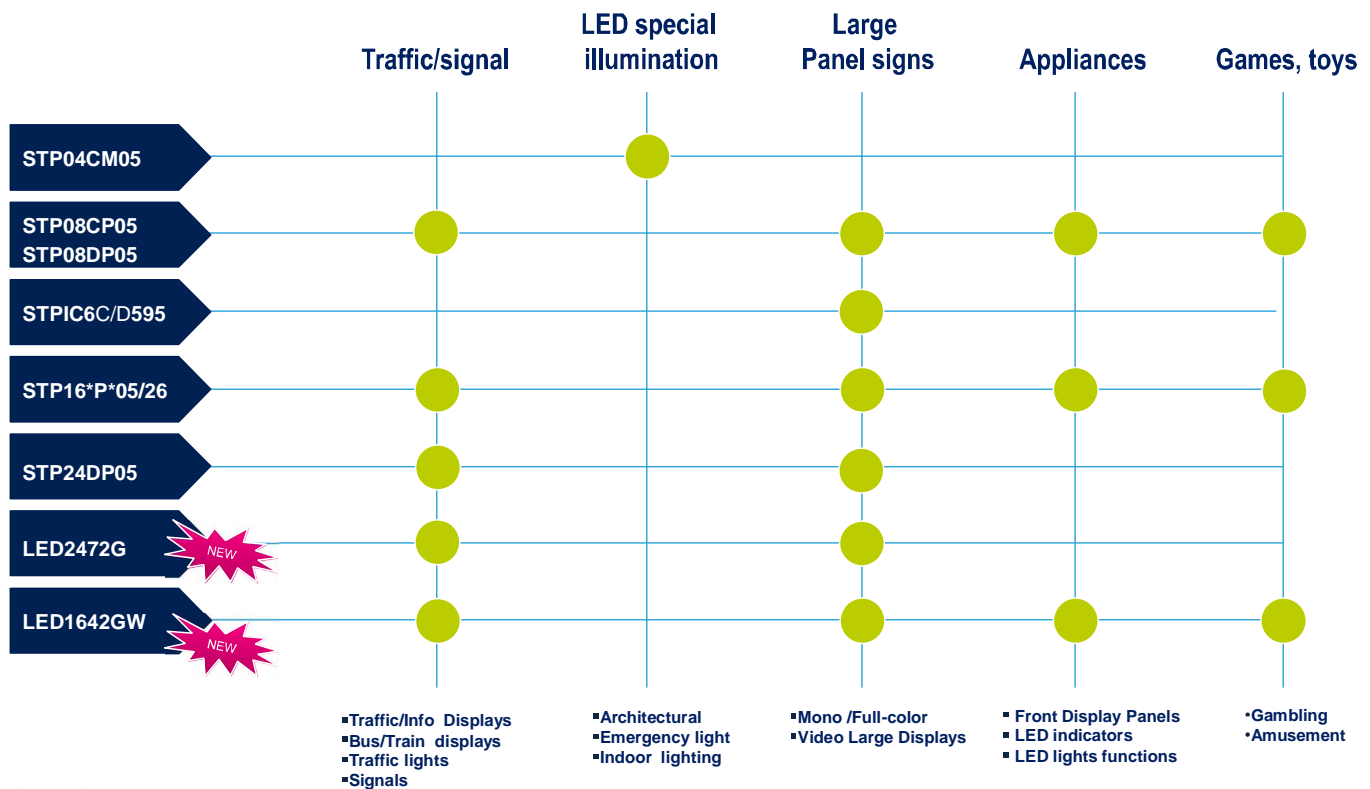 LED special
illumination
Large
Panel signs
Traffic/signal
Appliances
Games, toys
STP04CM05
STP08CP05
STP08DP05
STPIC6C/D595
STP16*P*05/26
STP24DP05
LED2472G
NEW
LED1642GW
NEW
▪Traffic/Info Displays
▪Bus/Train displays
▪Traffic lights
▪Signals
▪Architectural
▪Emergency light
▪Indoor lighting
▪Mono /Full-color
▪Video Large Displays
▪ Front Display Panels
▪ LED indicators
▪ LED lights functions
•Gambling
•Amusement